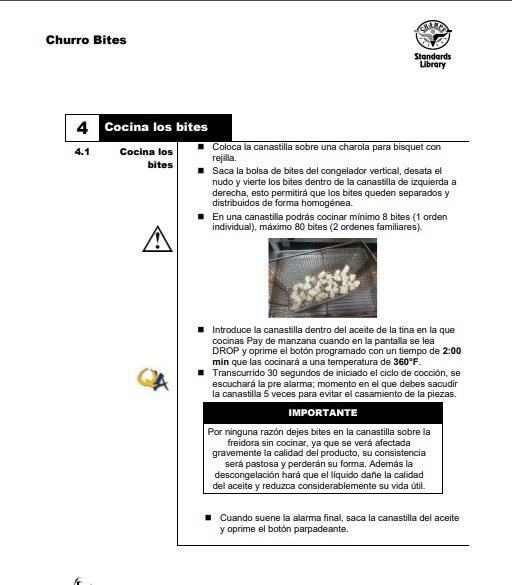 Churro Bites
CHAMPS
Standards
Library
4 Cocina los bites
4.1 Cocina los
bites
■ Coloca la canastilla sobre una charola para bisquet con
rejilla.
■ Saca la bolsa de bites del congelador vertical, desata el
nudo y vierte los bites dentro de la canastilla de izquierda a
derecha, esto permitirá que los bites queden separados y
distribuidos de forma homogénea.
■ En una canastilla podrás cocinar mínimo 8 bites (1 orden
individual), máximo 80 bites (2 ordenes familiares).
■ Introduce la canastilla dentro del aceite de la tina en la que
cocinas Pay de manzana cuando en la pantalla se lea
DROP y oprime el botón programado con un tiempo de 2:00
min que las cocinará a una temperatura de 360°F.
QA
■ Transcurrido 30 segundos de iniciado el ciclo de cocción, se
escuchará la pre alarma; momento en el que debes sacudir
la canastilla 5 veces para evitar el casamiento de la piezas.
IMPORTANTE
Por ninguna razón dejes bites en la canastilla sobre la
freidora sin cocinar, ya que se verá afectada
gravemente la calidad del producto, su consistencia
será pastosa y perderán su forma. Además la
descongelación hará que el líquido dañe la calidad
del aceite y reduzca considerablemente su vida útil.
■ Cuando suene la alarma final, saca la canastilla del aceite
y oprime el botón parpadeante.